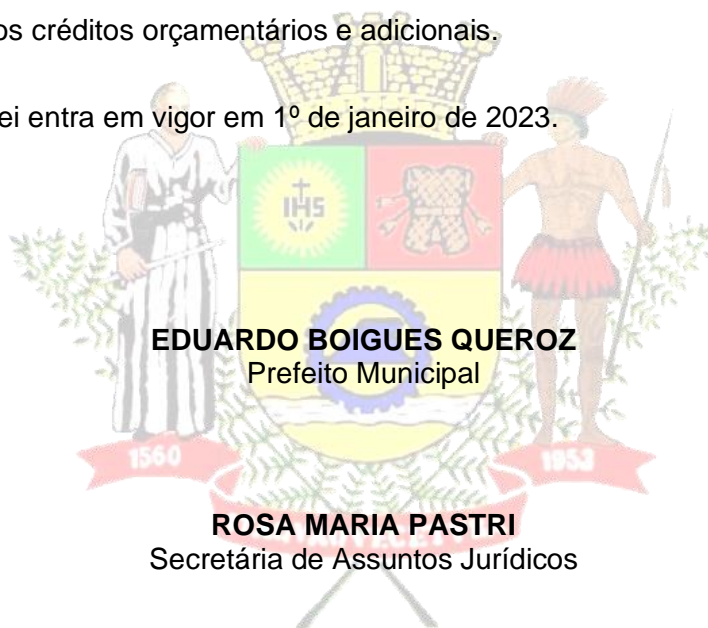 os créditos orçamentários e adicionais.
ei entra em vigor em 1º de janeiro de 2023.
IHS
EDUARDO BOIGUES QUEROZ
Prefeito Municipal
1560
1953
ROSA MARIA PASTRI
Secretária de Assuntos Jurídicos